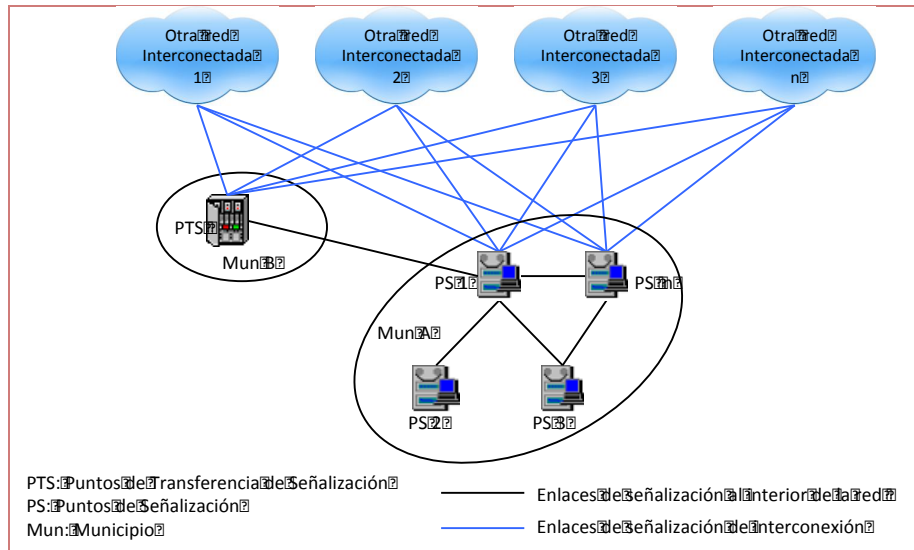 Otra red
Interconectada
1
Otra red
Interconectada
2
Otra red
Interconectada
3
Otra red
Interconectada
n
PTS
Mun B
PS 1
PS n
Mun A
PS 2
PS 3
PTS: Puntos de Transferencia de Señalización
PS: Puntos de Señalización
Mun: Municipio
Enlaces de señalización al interior de la red
Enlaces de señalización de Interconexión